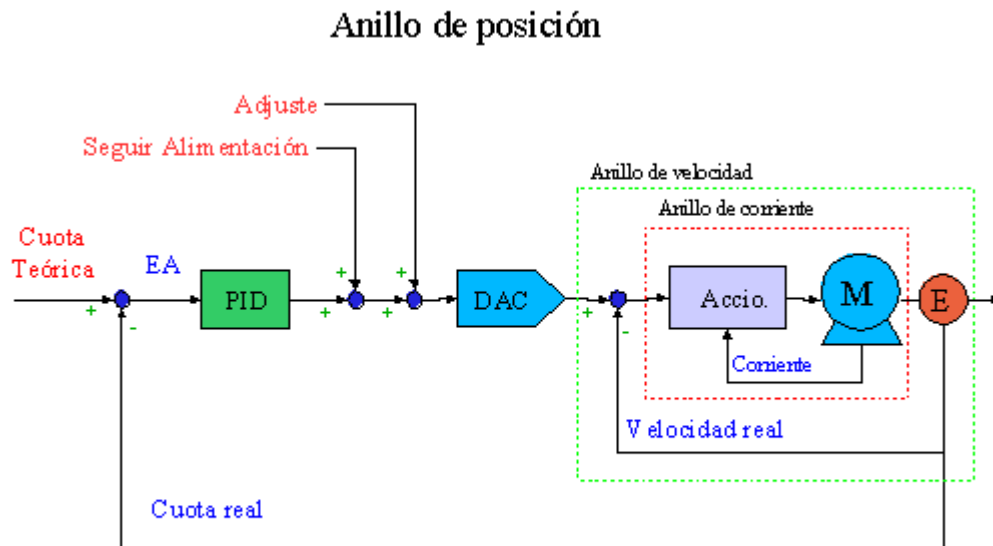 Anillo de posición
Adjuste
Seguir Alimentación
Anillo de velocidad
Anillo de corriente
Cuota
Teórica
EA
+
-
PID
+
+
+
+
DAC
+
-
Accio.
M
E
Corriente
Velocidad real
Cuota real